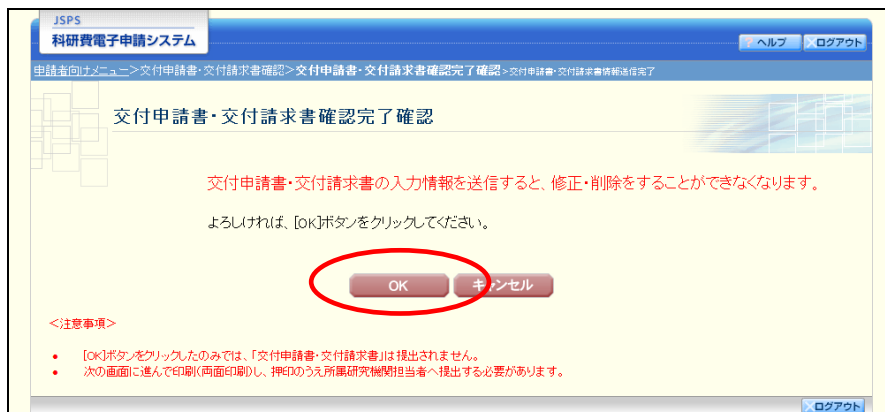 JSPS
科研費電子申請システム
? ヘルプ ログアウト
申請者向けメニュー>交付申請書・交付請求書確認>交付申請書・交付請求書確認完了確認>交付申請書・交付請求書情報送信完了
交付申請書・交付請求書確認完了確認
交付申請書・交付請求書の入力情報を送信すると、修正・削除をすることができなくなります。
よろしければ、[OK]ボタンをクリックしてください。
OK キャンセル
<注意事項>
• [OK]ボタンをクリックしたのみでは、「交付申請書・交付請求書」は提出されません。
• 次の画面に進んで印刷(両面印刷)し、押印のうえ所属研究機関担当者へ提出する必要があります。
ログアウト